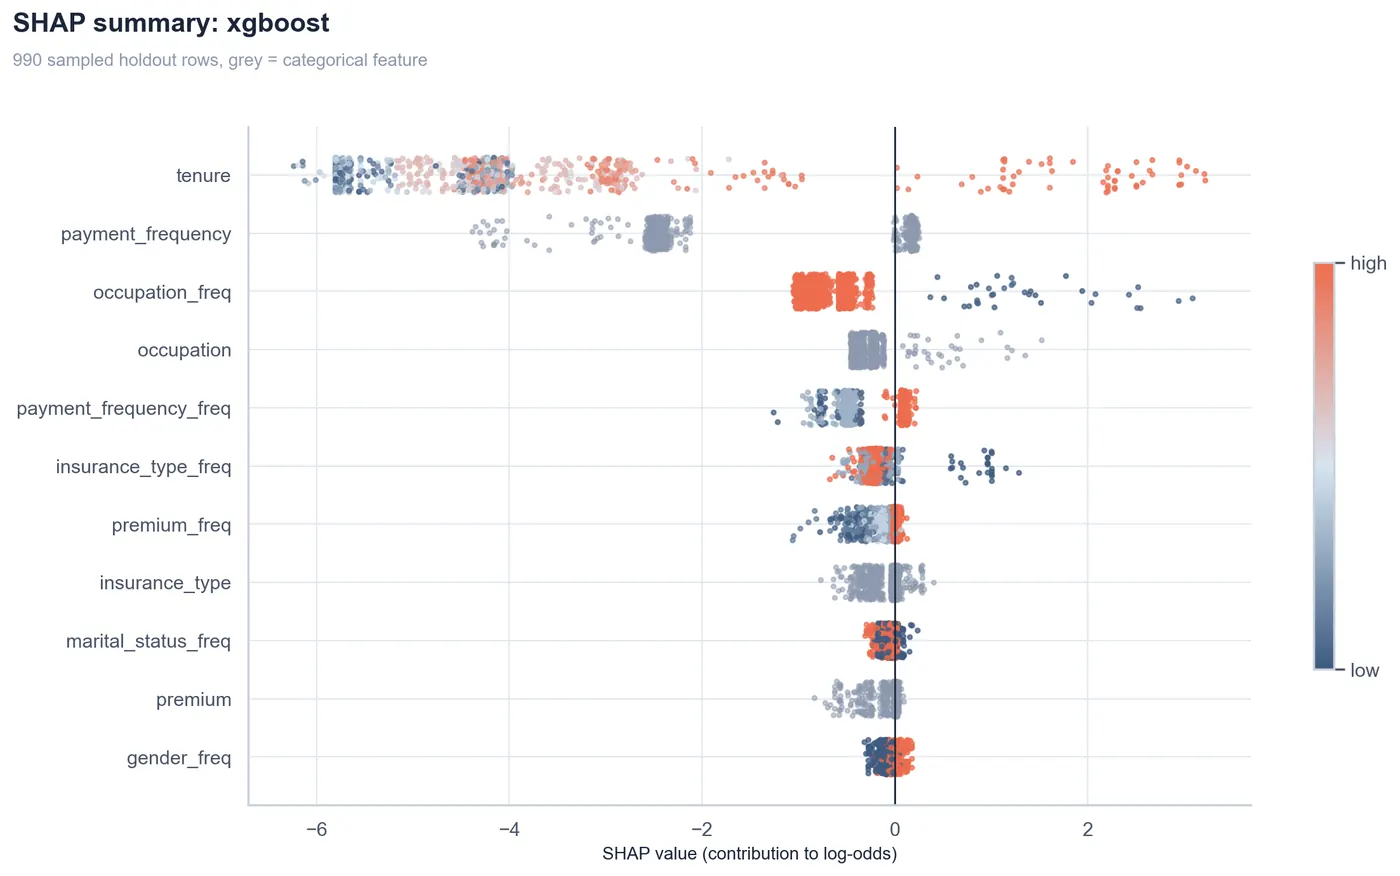 SHAP summary: xgboost
990 sampled holdout rows, grey = categorical feature
tenure
payment_frequency
occupation_freq
occupation
payment_frequency_freq
insurance_type_freq
premium_freq
insurance_type
marital_status_freq
premium
gender_freq
−6 −4 −2 0 2
SHAP value (contribution to log-odds)
high
low